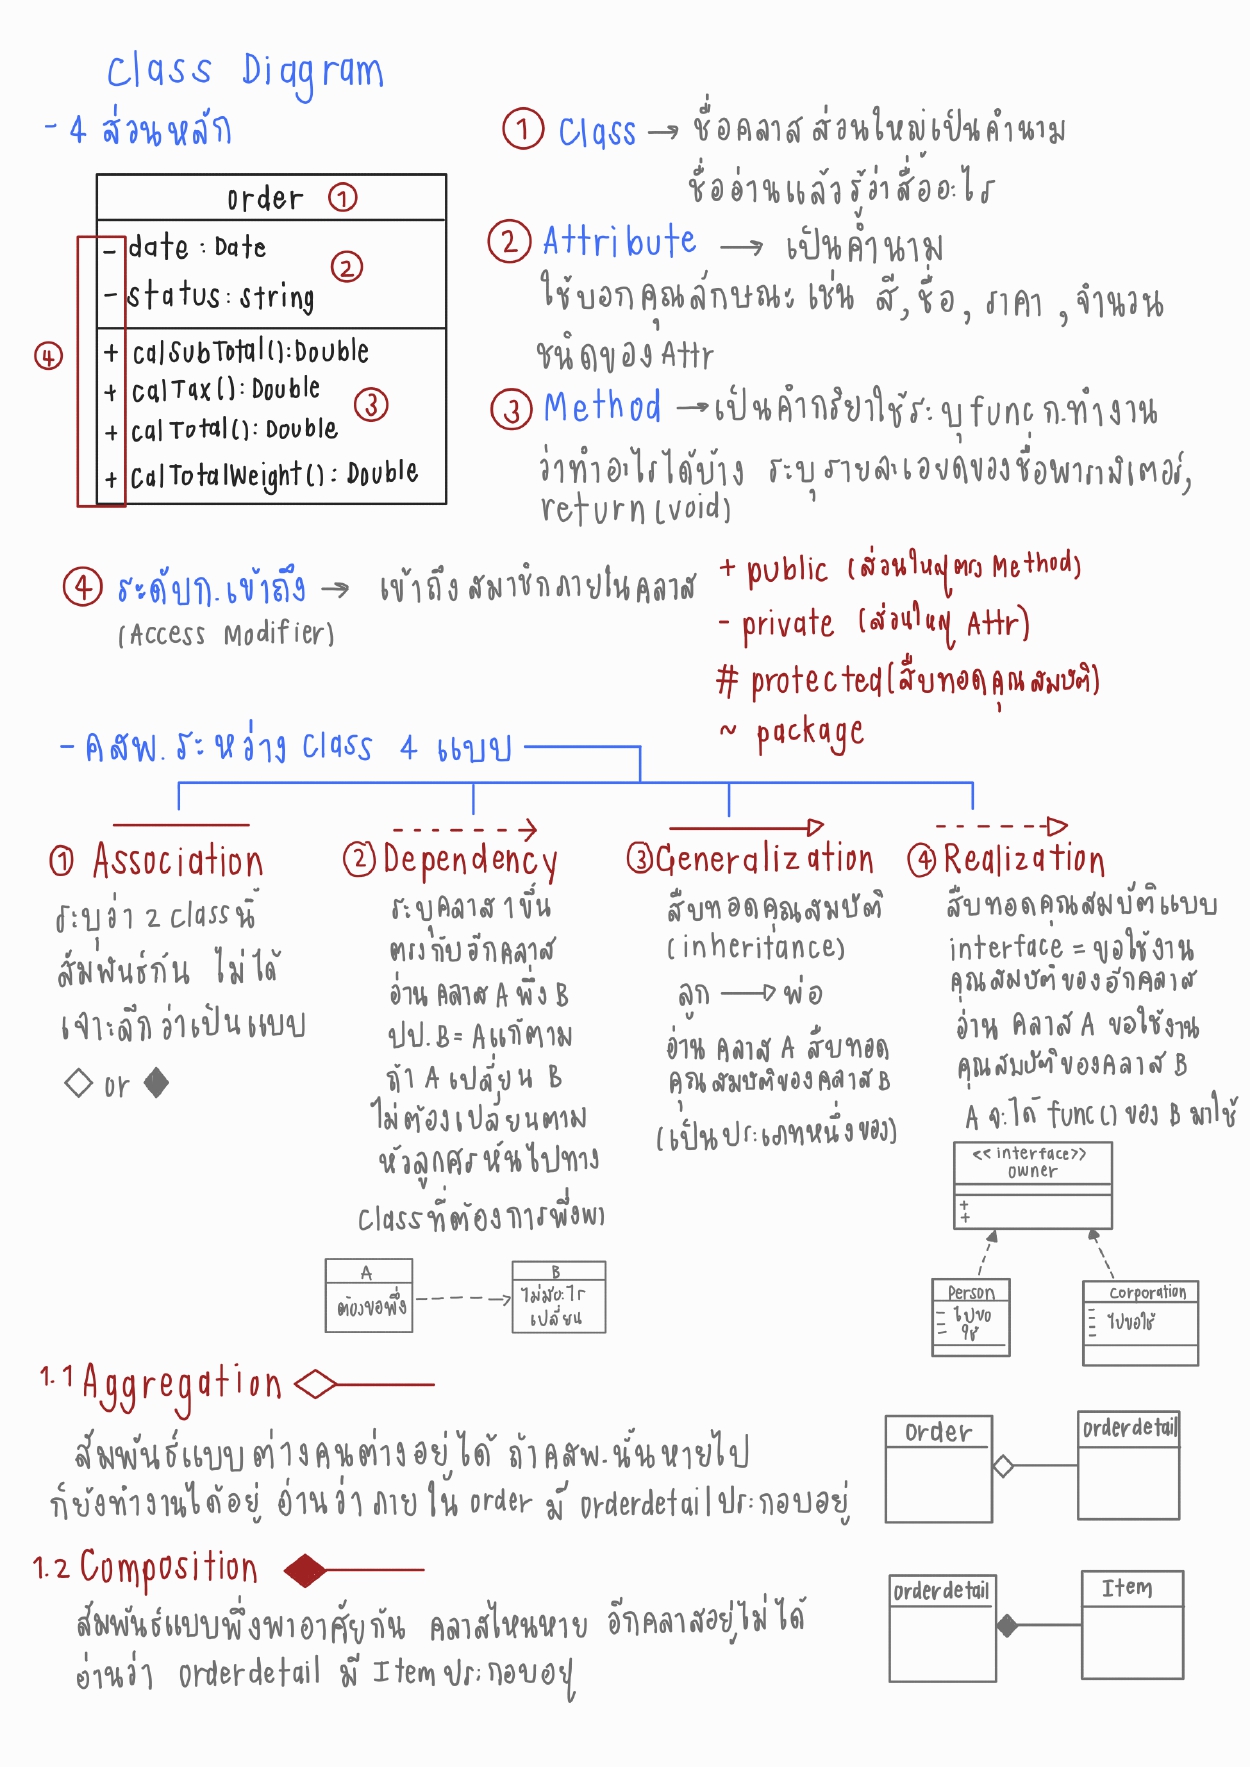 Class Diagram
- 4 ส่วนหลัก
order ①
- date : Date
- status : string
②
④
+ calSubTotal() : Double
+ calTax() : Double
+ calTotal() : Double
③
+ calTotalWeight() : Double
① Class → ชื่อคลาส ส่วนใหญ่เป็นคำนาม
ชื่ออ่านแล้วรู้ว่าสื่ออะไร
② Attribute → เป็นคำนาม
ใช้บอกคุณลักษณะ เช่น สี, ชื่อ, ราคา, จำนวน
ชนิดของ Attr
③ Method → เป็นคำกริยาใช้ระบุ func ก.ทำงาน
ว่าทำอะไรได้บ้าง ระบุรายละเอยดของชื่อพารามิเตอร์,
return (void)
④ ระดับก.เข้าถึง → เข้าถึงสมาชิกภายในคลาส
(Access Modifier)
+ public (ส่วนใหญ่ตรง Method)
- private (ส่วนใหญ่ Attr)
# protected (สืบทอดคุณสมบัติ)
~ package
- คสพ. ระหว่าง class 4 แบบ
① Association
ระบุว่า 2 class นี้
สัมพันธ์กัน ไม่ได้
เจาะลึกว่าเป็นแบบ
◇ or ◆
② Dependency
ระบุคลาส 1 ขึ้น
ตรงกับอีกคลาส
อ่าน คลาส A พึ่ง B
ปป. B = A แก้ตาม
ถ้า A เปลี่ยน B
ไม่ต้องเปลี่ยนตาม
หัวลูกศรหันไปทาง
class ที่ต้องการพึ่งพา
A
ต้องขอพึ่ง
B
ไม่มีอะไร
เปลี่ยน
③ Generalization
สืบทอดคุณสมบัติ
(inheritance)
ลูก ―▷ พ่อ
อ่าน คลาส A สืบทอด
คุณสมบัติของคลาส B
(เป็นประเภทหนึ่งของ)
④ Realization
สืบทอดคุณสมบัติแบบ
interface = ขอใช้งาน
คุณสมบัติของอีกคลาส
อ่าน คลาส A ขอใช้งาน
คุณสมบัติของคลาส B
A จะได้ func() ของ B มาใช้
<<interface>>
owner
+
+
Person
- ไปขอ
- ใช้
-
Corporation
- ไปขอใช้
-
-
-
1.1 Aggregation
สัมพันธ์แบบต่างคนต่างอยู่ได้ ถ้าคสพ.นั้นหายไป
ก็ยังทำงานได้อยู่ อ่านว่า ภายใน order มี orderdetail ประกอบอยู่
order
orderdetail
1.2 Composition
สัมพันธ์แบบพึ่งพาอาศัยกัน คลาสไหนหาย อีกคลาสอยู่ไม่ได้
อ่านว่า orderdetail มี Item ประกอบอยู่
orderdetail
Item